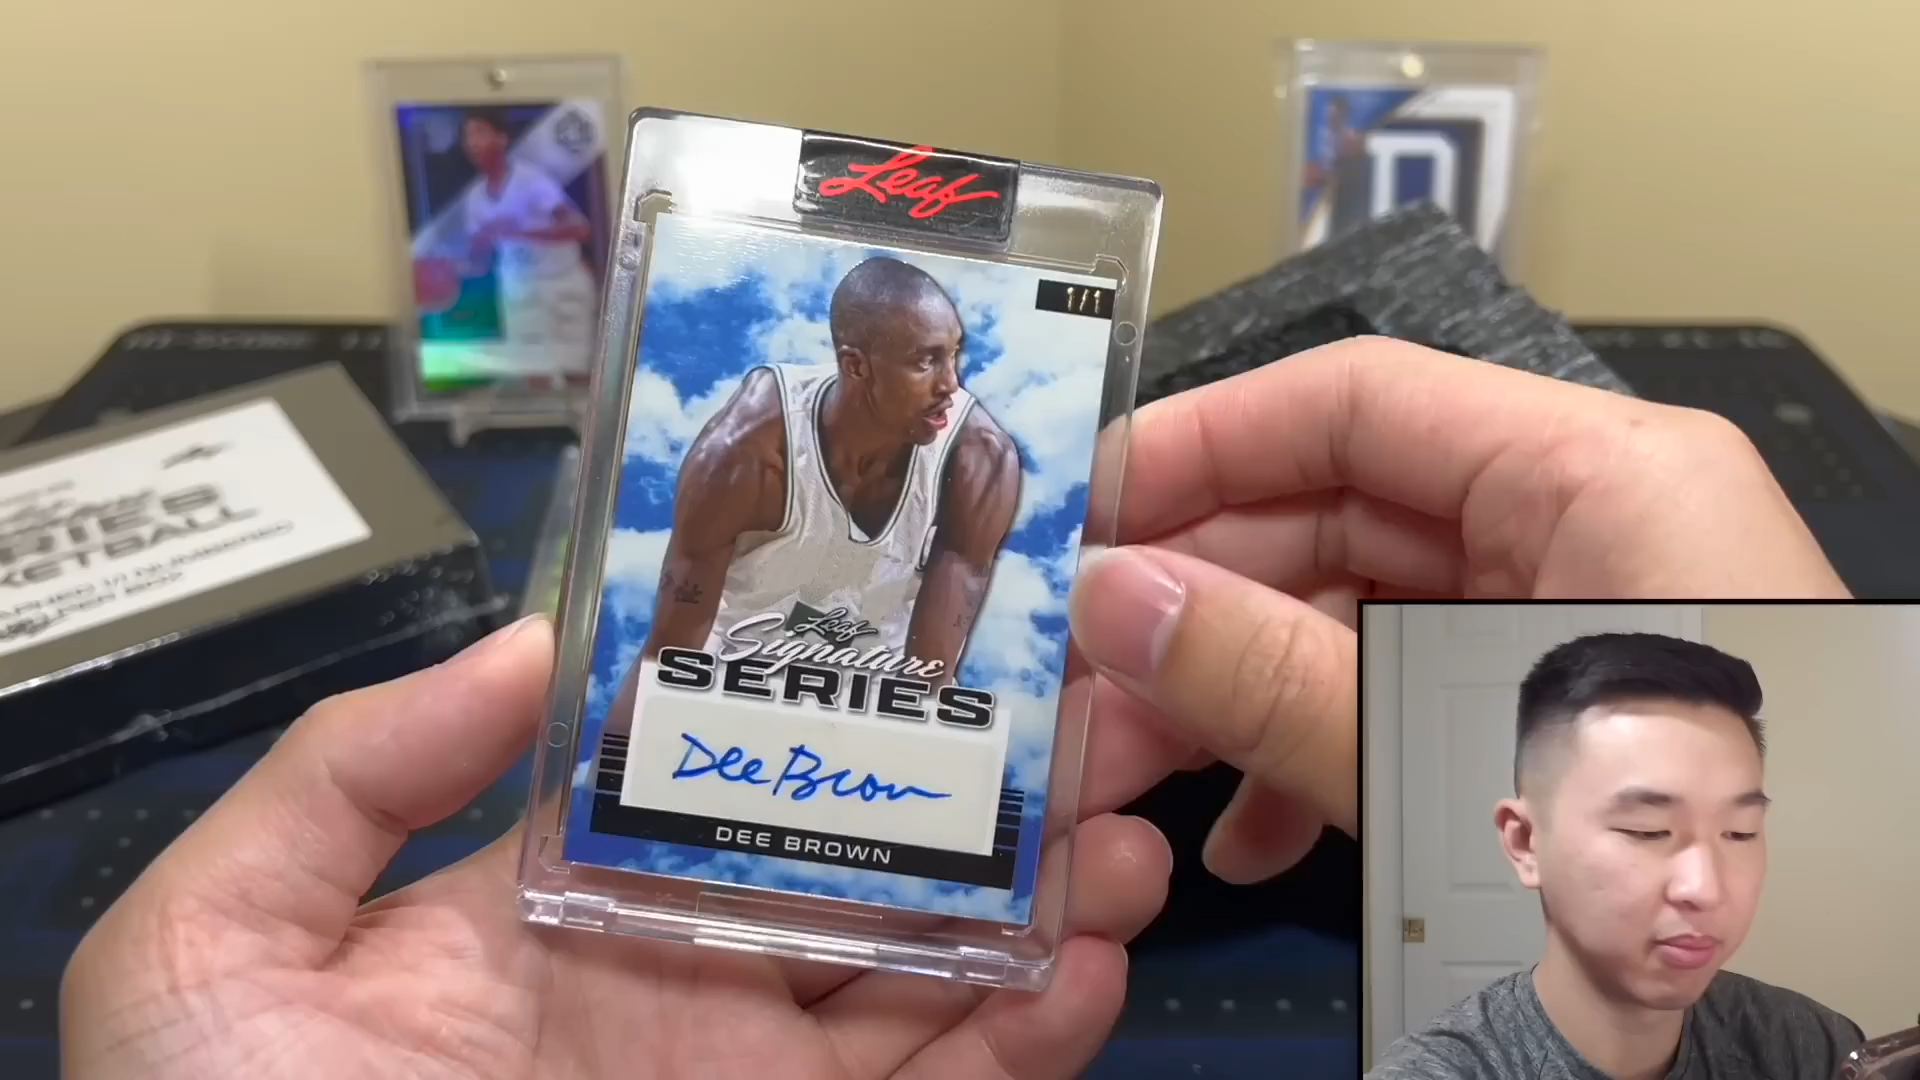 Leaf
1/1
Leaf
Signature
SERIES
Dee Brown
DEE BROWN
D